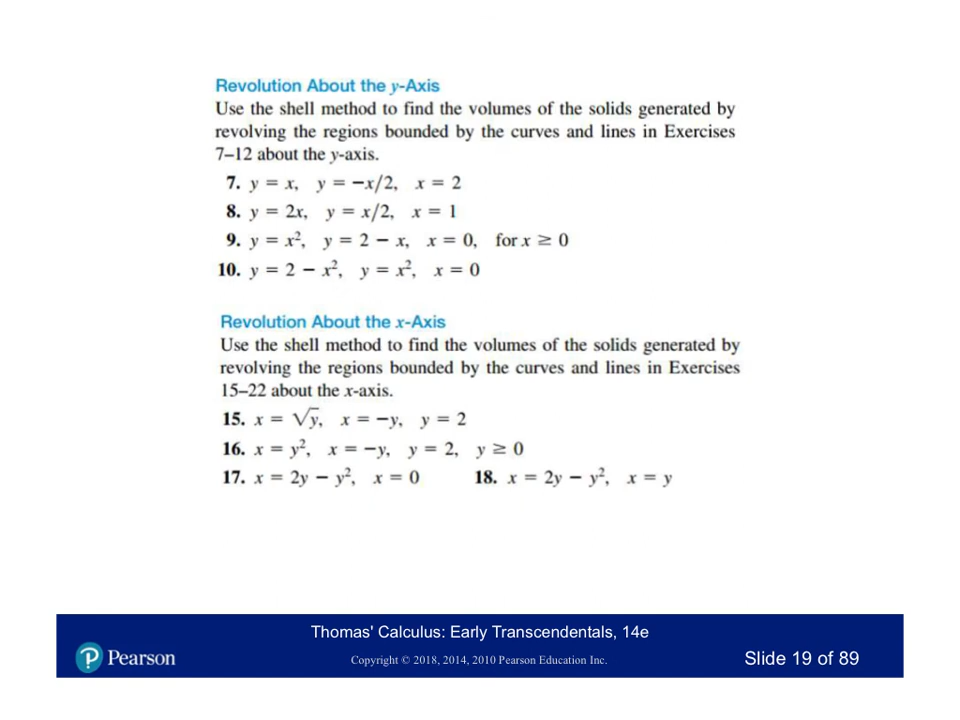 Revolution About the y-Axis
Use the shell method to find the volumes of the solids generated by
revolving the regions bounded by the curves and lines in Exercises
7–12 about the y-axis.
7. y = x, y = −x/2, x = 2
8. y = 2x, y = x/2, x = 1
9. y = x², y = 2 − x, x = 0, for x ≥ 0
10. y = 2 − x², y = x², x = 0
Revolution About the x-Axis
Use the shell method to find the volumes of the solids generated by
revolving the regions bounded by the curves and lines in Exercises
15–22 about the x-axis.
15. x = √y, x = −y, y = 2
16. x = y², x = −y, y = 2, y ≥ 0
17. x = 2y − y², x = 0 18. x = 2y − y², x = y
Thomas' Calculus: Early Transcendentals, 14e
P Pearson
Copyright © 2018, 2014, 2010 Pearson Education Inc.
Slide 19 of 89